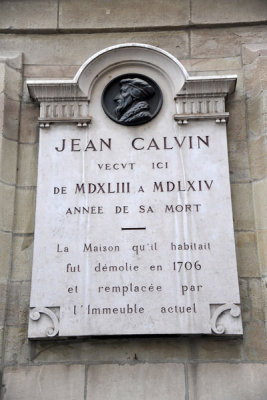 JEAN CALVIN
VECVT ICI
DE MDXLIII A MDLXIV
ANNÉE DE SA MORT
La Maison qu'il habitait
fut démolie en 1706
et remplacée par
l'Immeuble actuel